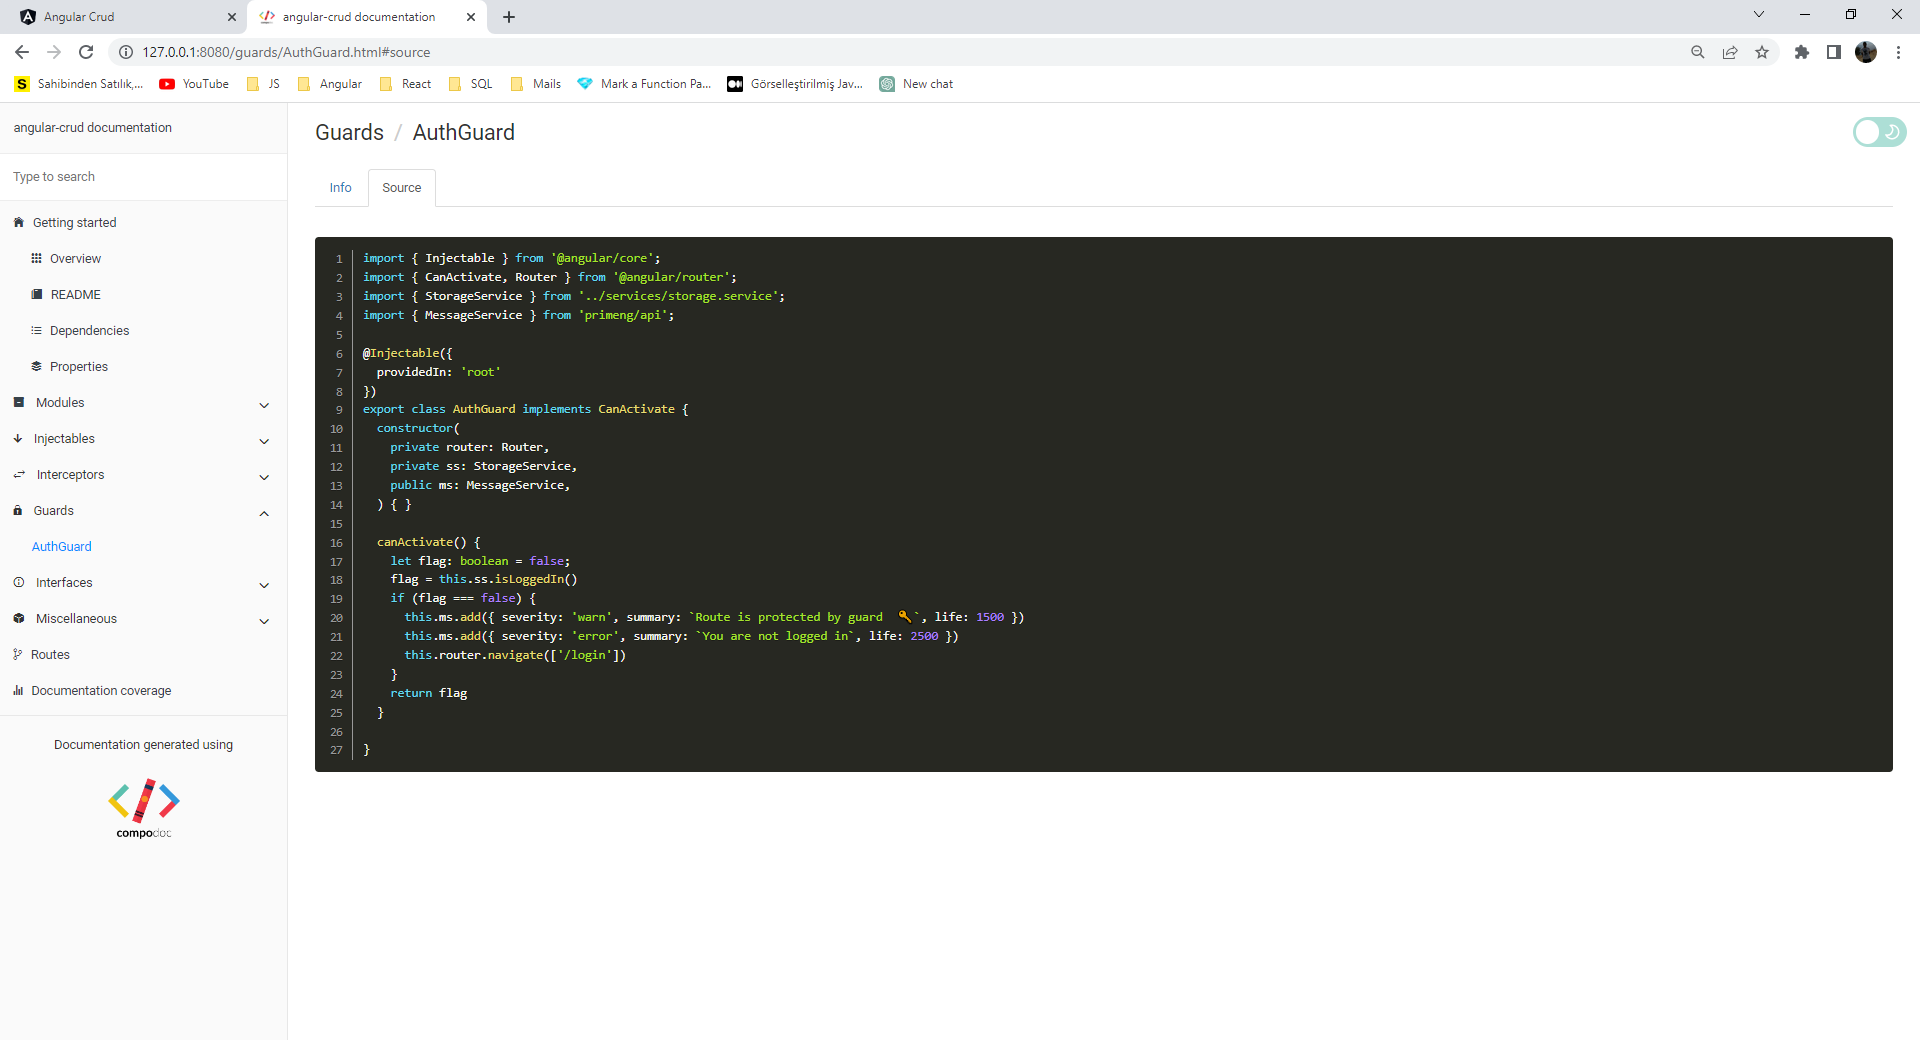 Angular Crud
angular-crud documentation
127.0.0.1:8080/guards/AuthGuard.html#source
Sahibinden Satılık,...
YouTube
JS
Angular
React
SQL
Mails
Mark a Function Pa...
Görselleştirilmiş Jav...
New chat
angular-crud documentation
Type to search
Getting started
Overview
README
Dependencies
Properties
Modules
Injectables
Interceptors
Guards
AuthGuard
Interfaces
Miscellaneous
Routes
Documentation coverage
Documentation generated using
compodoc
Guards / AuthGuard
Info
Source
1 import { Injectable } from '@angular/core';
2 import { CanActivate, Router } from '@angular/router';
3 import { StorageService } from '../services/storage.service';
4 import { MessageService } from 'primeng/api';
5
6 @Injectable({
7   providedIn: 'root'
8 })
9 export class AuthGuard implements CanActivate {
10   constructor(
11     private router: Router,
12     private ss: StorageService,
13     public ms: MessageService,
14   ) { }
15
16   canActivate() {
17     let flag: boolean = false;
18     flag = this.ss.isLoggedIn()
19     if (flag === false) {
20       this.ms.add({ severity: 'warn', summary: `Route is protected by guard  🔑`, life: 1500 })
21       this.ms.add({ severity: 'error', summary: `You are not logged in`, life: 2500 })
22       this.router.navigate(['/login'])
23     }
24     return flag
25   }
26
27 }